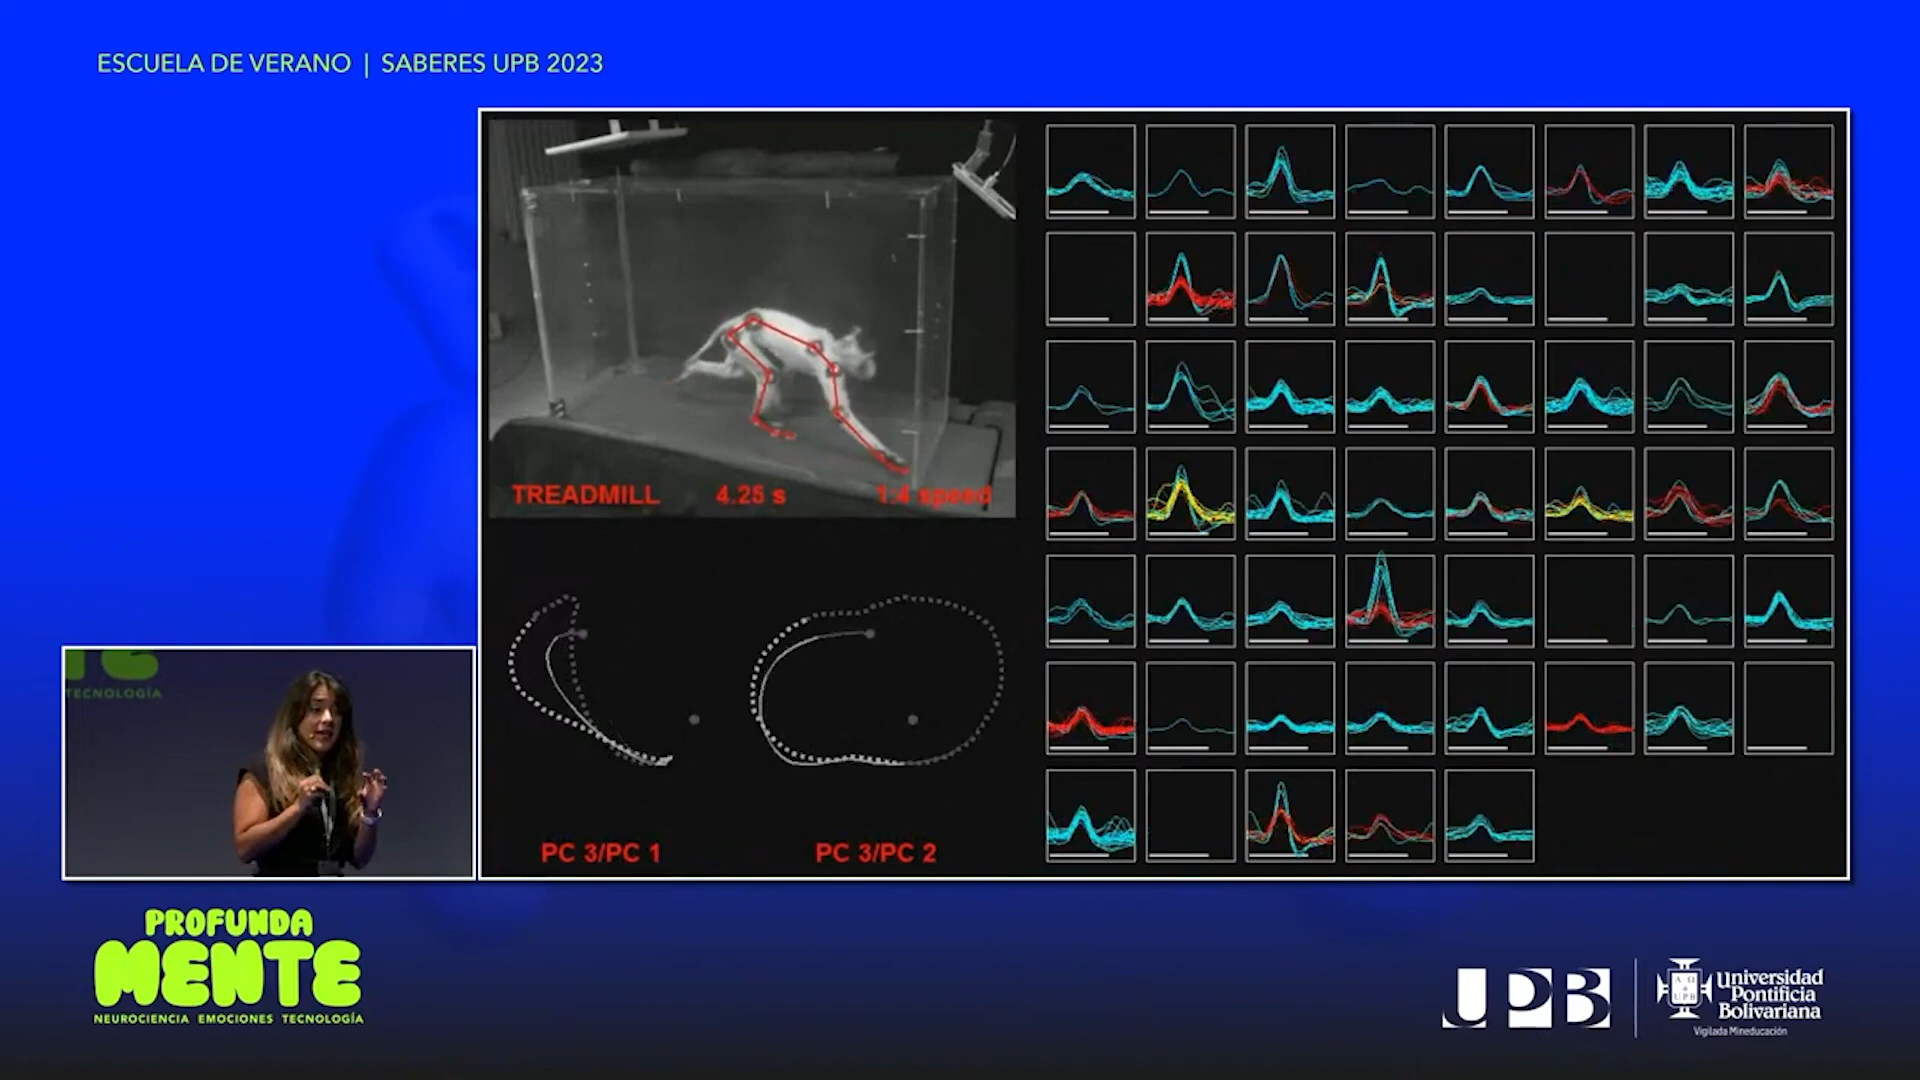 ESCUELA DE VERANO | SABERES UPB 2023
TREADMILL 4.25 s 1:4 speed
PC 3/PC 1 PC 3/PC 2
TECNOLOGÍA
PROFUNDA
MENTE
NEUROCIENCIA EMOCIONES TECNOLOGÍA
UPB
Universidad
Pontificia
Bolivariana
Vigilada Mineducación